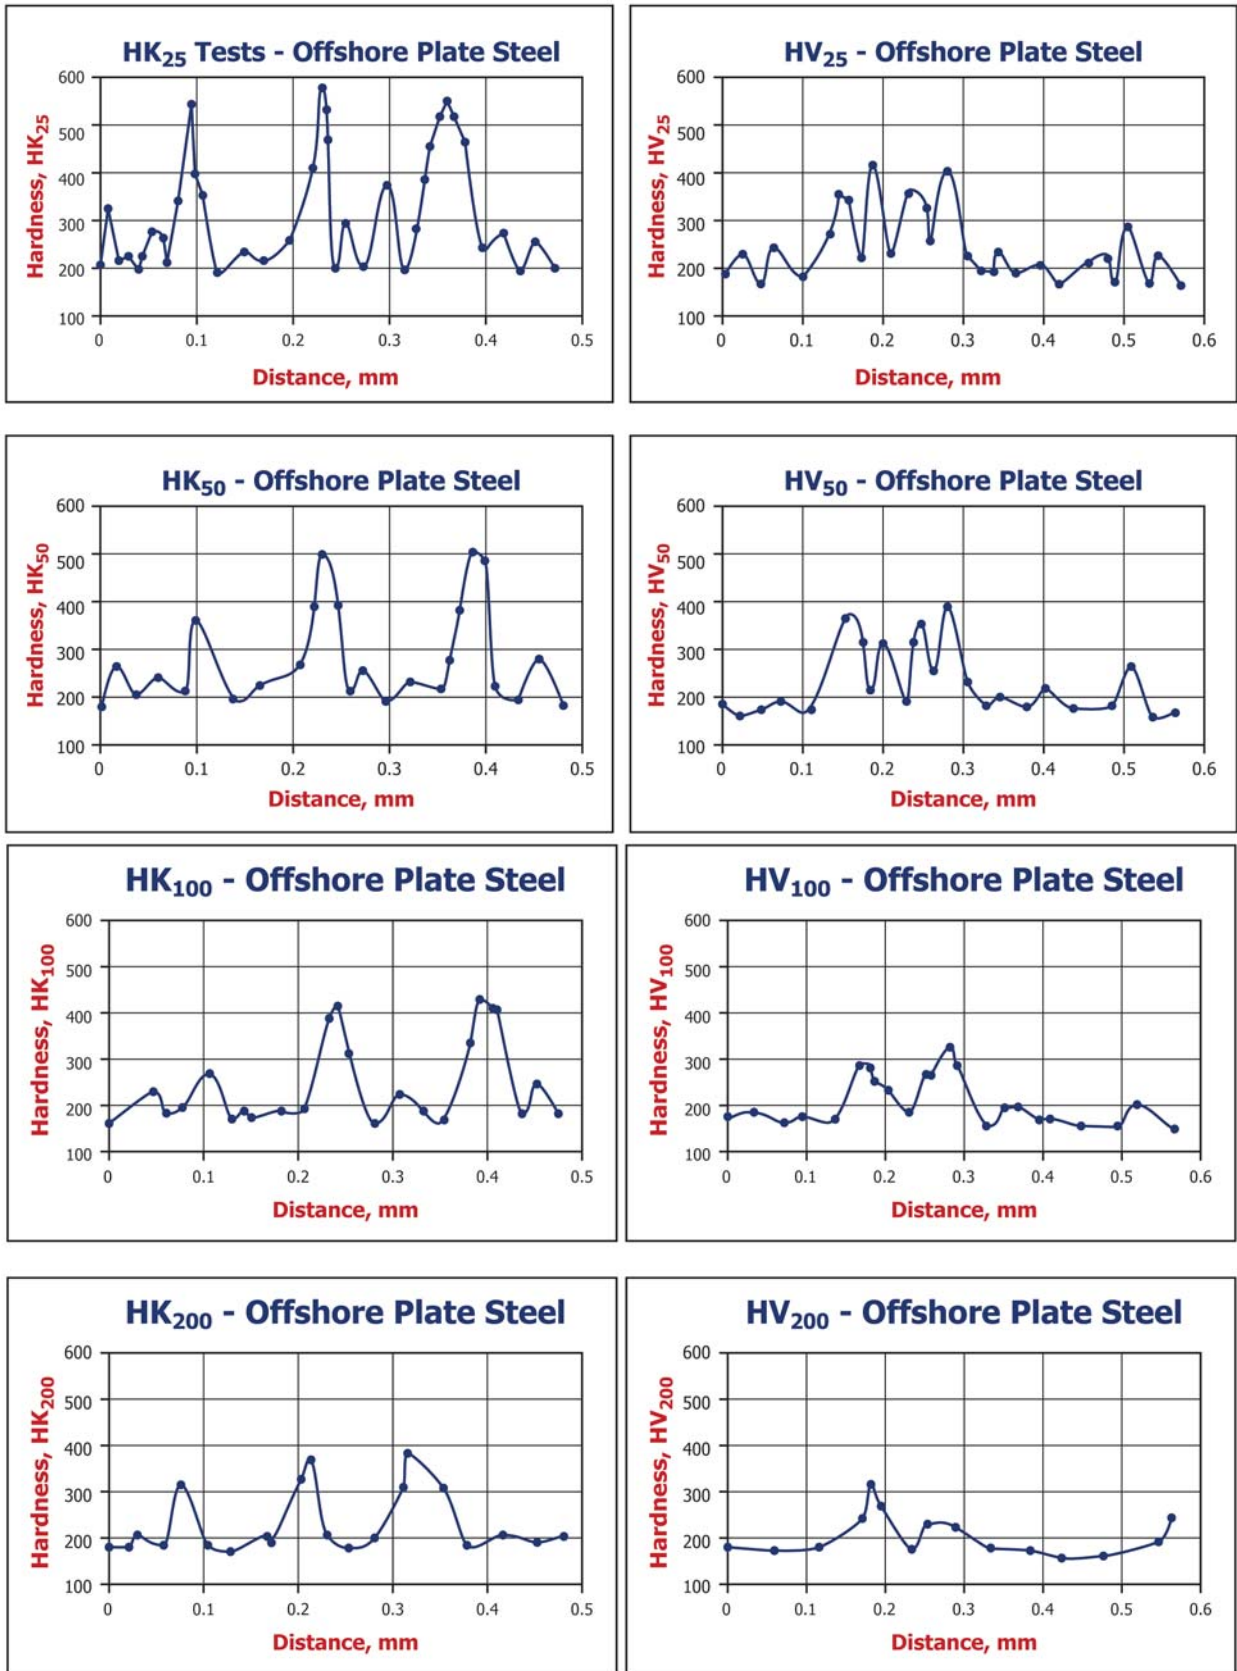 HK25 Tests - Offshore Plate Steel
Hardness, HK25
600
500
400
300
200
100
0 0.1 0.2 0.3 0.4 0.5
Distance, mm
HV25 - Offshore Plate Steel
Hardness, HV25
600
500
400
300
200
100
0 0.1 0.2 0.3 0.4 0.5 0.6
Distance, mm
HK50 - Offshore Plate Steel
Hardness, HK50
600
500
400
300
200
100
0 0.1 0.2 0.3 0.4 0.5
Distance, mm
HV50 - Offshore Plate Steel
Hardness, HV50
600
500
400
300
200
100
0 0.1 0.2 0.3 0.4 0.5 0.6
Distance, mm
HK100 - Offshore Plate Steel
Hardness, HK100
600
500
400
300
200
100
0 0.1 0.2 0.3 0.4 0.5
Distance, mm
HV100 - Offshore Plate Steel
Hardness, HV100
600
500
400
300
200
100
0 0.1 0.2 0.3 0.4 0.5 0.6
Distance, mm
HK200 - Offshore Plate Steel
Hardness, HK200
600
500
400
300
200
100
0 0.1 0.2 0.3 0.4 0.5
Distance, mm
HV200 - Offshore Plate Steel
Hardness, HV200
600
500
400
300
200
100
0 0.1 0.2 0.3 0.4 0.5 0.6
Distance, mm